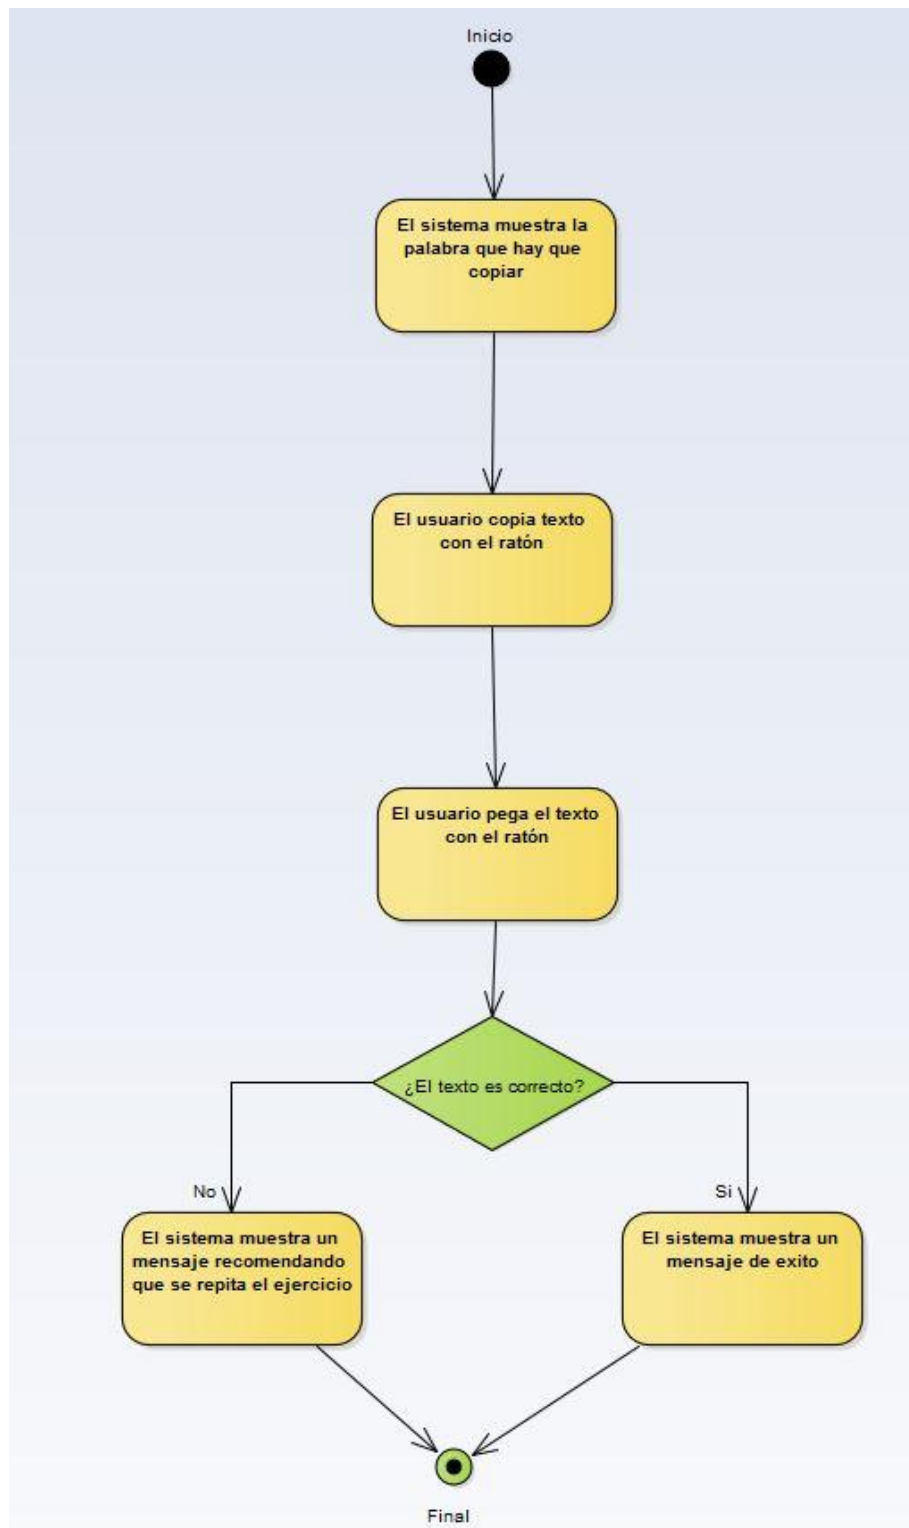 Inicio
El sistema muestra la
palabra que hay que
copiar
El usuario copia texto
con el ratón
El usuario pega el texto
con el ratón
¿El texto es correcto?
No
Si
El sistema muestra un
mensaje recomendando
que se repita el ejercicio
El sistema muestra un
mensaje de exito
Final